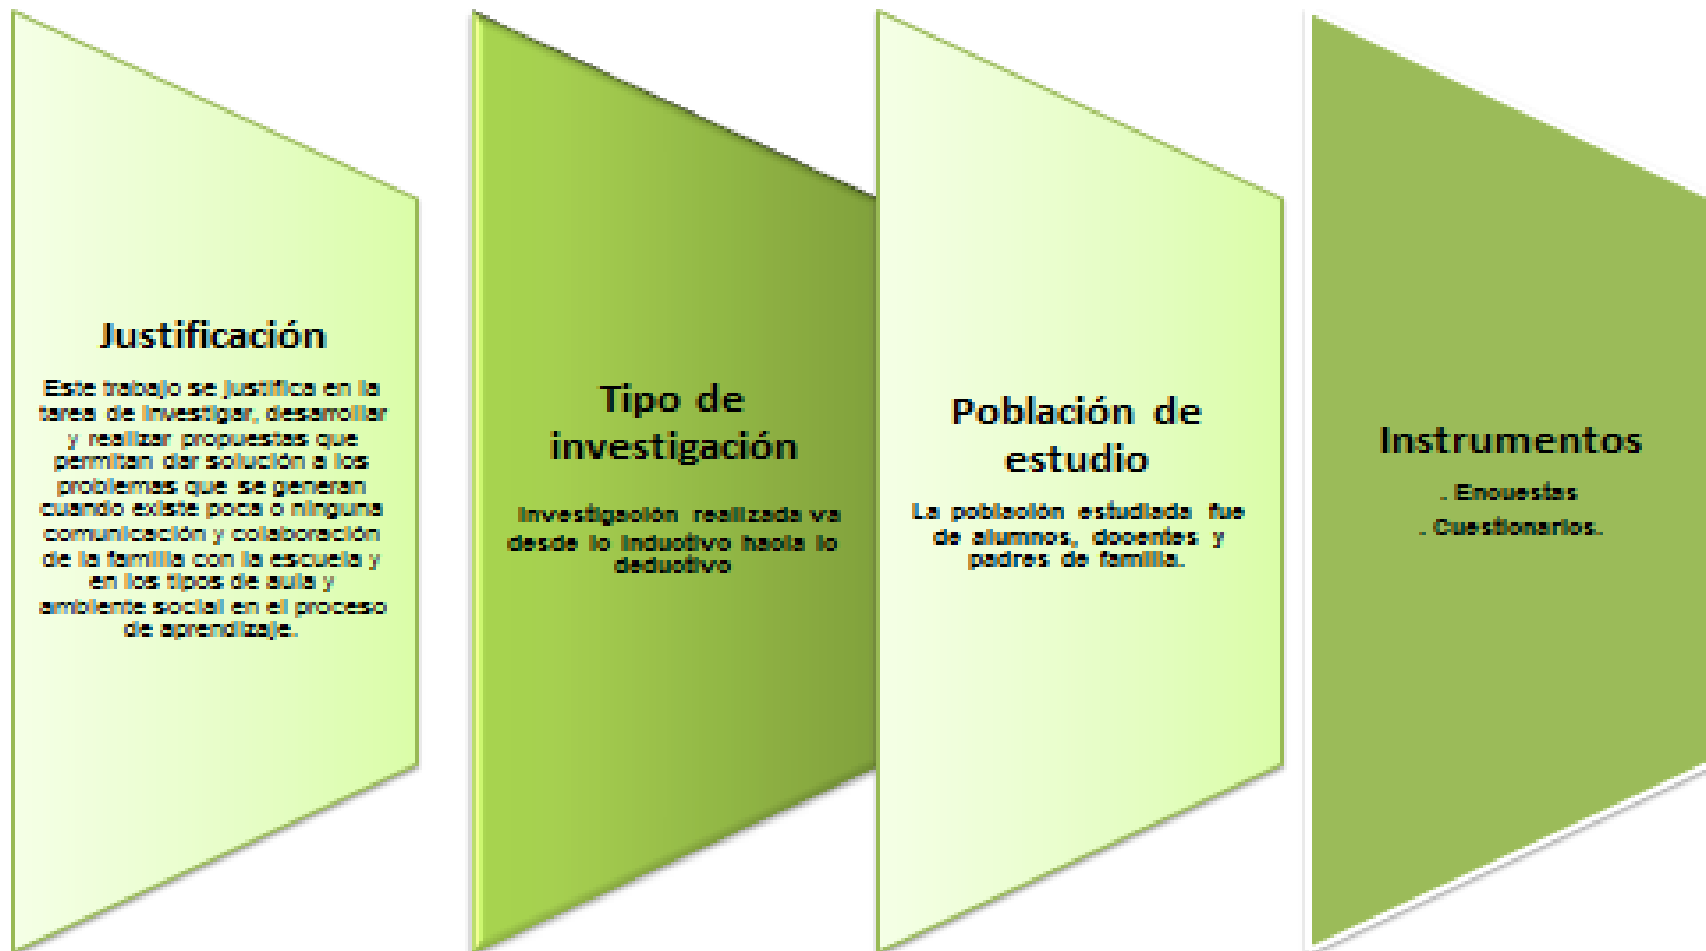 Justificación
Este trabajo se justifica en la
tarea de investigar, desarrollar
y realizar propuestas que
permitan dar solución a los
problemas que se generan
cuando existe poca o ninguna
comunicación y colaboración
de la familia con la escuela y
en los tipos de aula y
ambiente social en el proceso
de aprendizaje.
Tipo de
investigación
Investigación realizada va
desde lo inductivo hacia lo
deductivo
Población de
estudio
La población estudiada fue
de alumnos, docentes y
padres de familia.
Instrumentos
. Encuestas
. Cuestionarios.